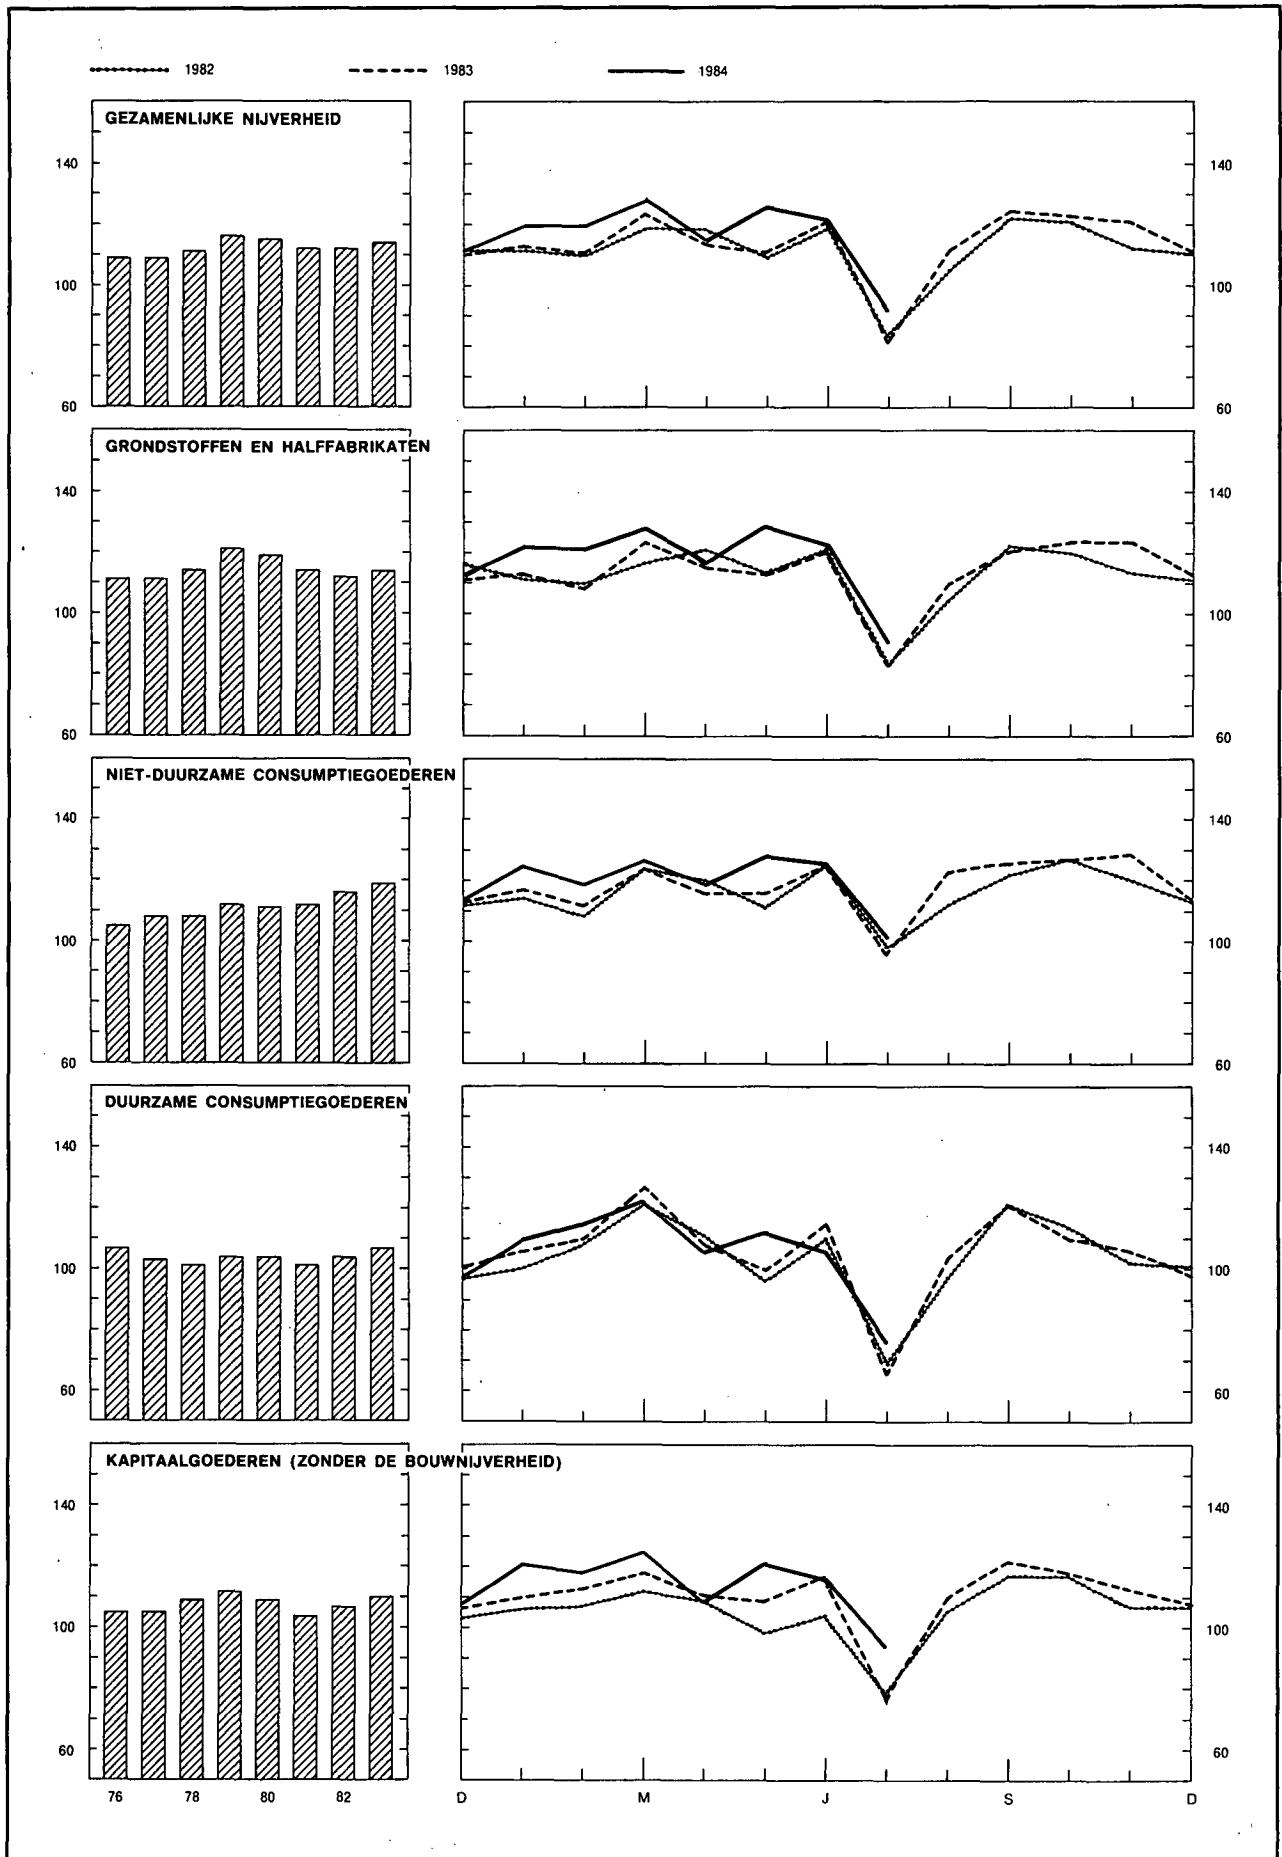 1982 1983 1984
GEZAMENLIJKE NIJVERHEID
140 140
100 100
60 60
GRONDSTOFFEN EN HALFFABRIKATEN
140 140
100 100
60 60
NIET-DUURZAME CONSUMPTIEGOEDEREN
140 140
100 100
60 60
DUURZAME CONSUMPTIEGOEDEREN
140 140
100 100
60 60
KAPITAALGOEDEREN (ZONDER DE BOUWNIJVERHEID)
140 140
100 100
60 60
76 78 80 82 D M J S D